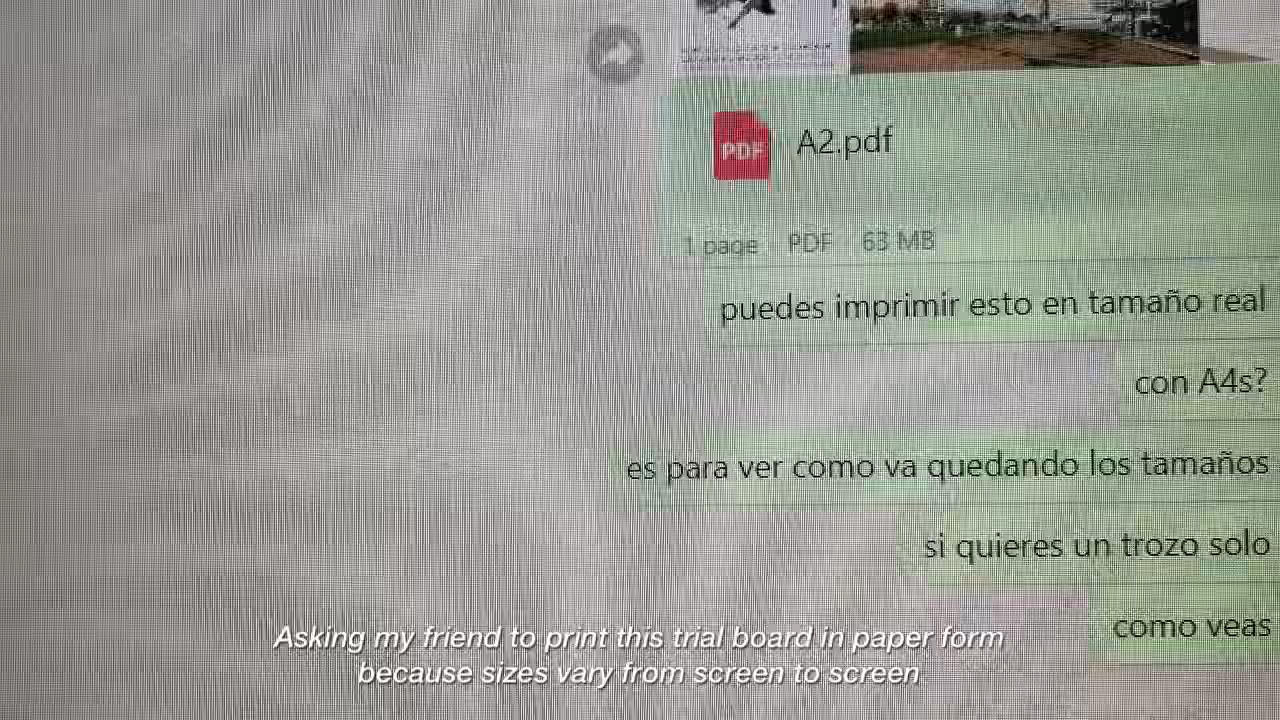 PDF
A2.pdf
1 page PDF 63 MB
puedes imprimir esto en tamaño real
con A4s?
es para ver como va quedando los tamaños
si quieres un trozo solo
como veas
Asking my friend to print this trial board in paper form
because sizes vary from screen to screen